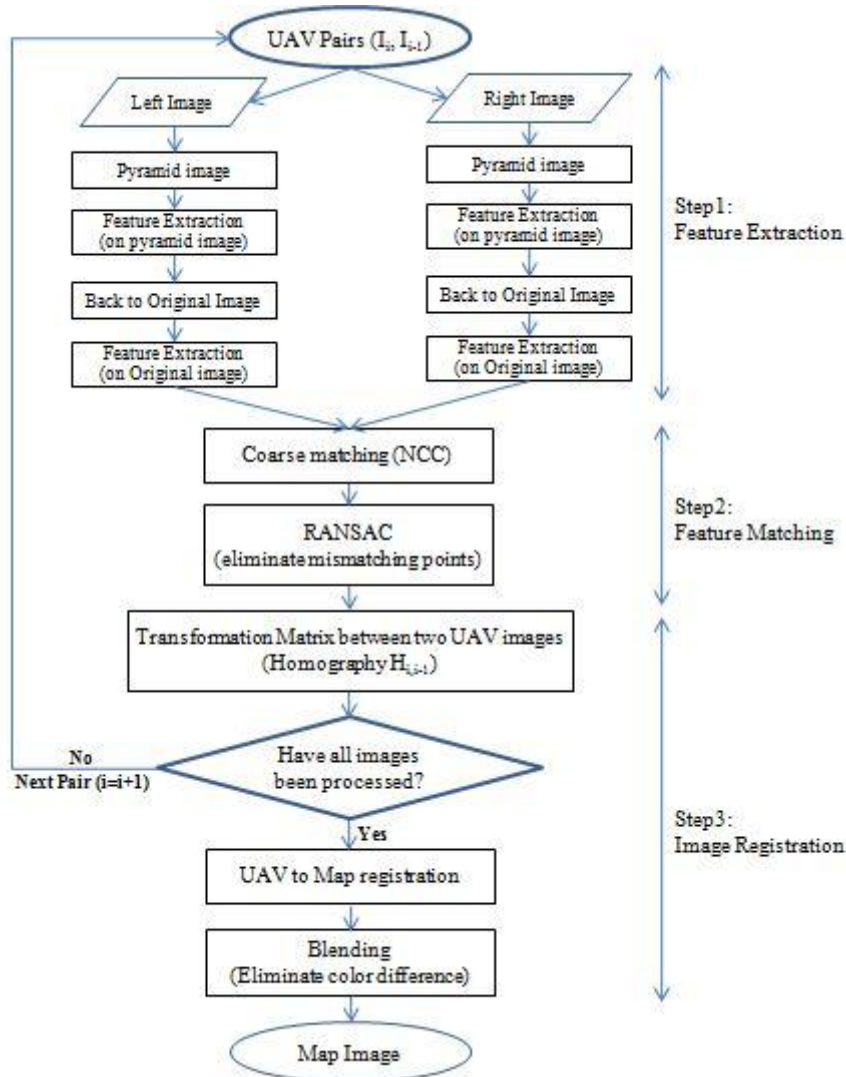 UAV Pairs (Ii, Ii-1)
Left Image
Right Image
Pyramid image
Pyramid image
Feature Extraction
(on pyramid image)
Feature Extraction
(on pyramid image)
Back to Original Image
Back to Original Image
Feature Extraction
(on Original image)
Feature Extraction
(on Original image)
Step1:
Feature Extraction
Coarse matching (NCC)
RANSAC
(eliminate mismatching points)
Step2:
Feature Matching
Transformation Matrix between two UAV images
(Homography Hi,i-1)
Have all images
been processed?
No
Next Pair (i=i+1)
Yes
UAV to Map registration
Blending
(Eliminate color difference)
Step3:
Image Registration
Map Image